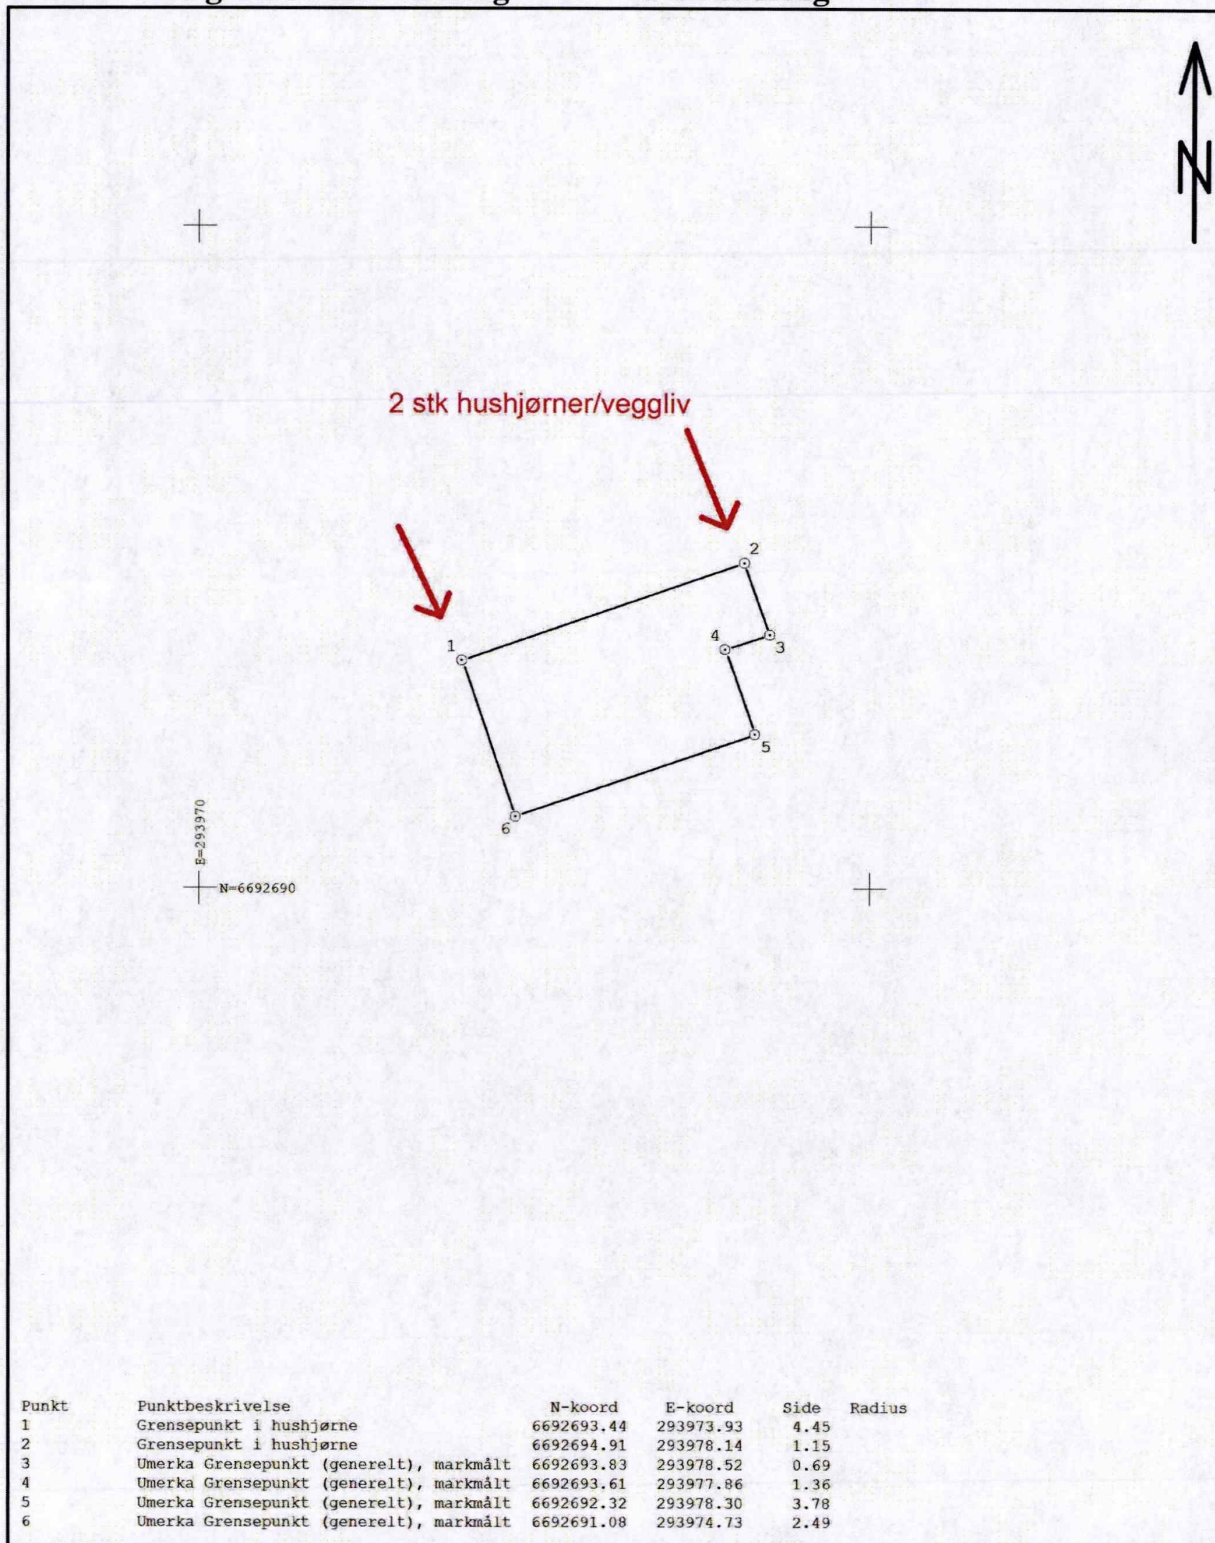 N
2 stk hushjørner/veggliv
2
1
4
3
5
6
E=293970
N=6692690
Punkt Punktbeskrivelse N-koord E-koord Side Radius
1 Grensepunkt i hushjørne 6692693.44 293973.93 4.45
2 Grensepunkt i hushjørne 6692694.91 293978.14 1.15
3 Umerka Grensepunkt (generelt), markmålt 6692693.83 293978.52 0.69
4 Umerka Grensepunkt (generelt), markmålt 6692693.61 293977.86 1.36
5 Umerka Grensepunkt (generelt), markmålt 6692692.32 293978.30 3.78
6 Umerka Grensepunkt (generelt), markmålt 6692691.08 293974.73 2.49